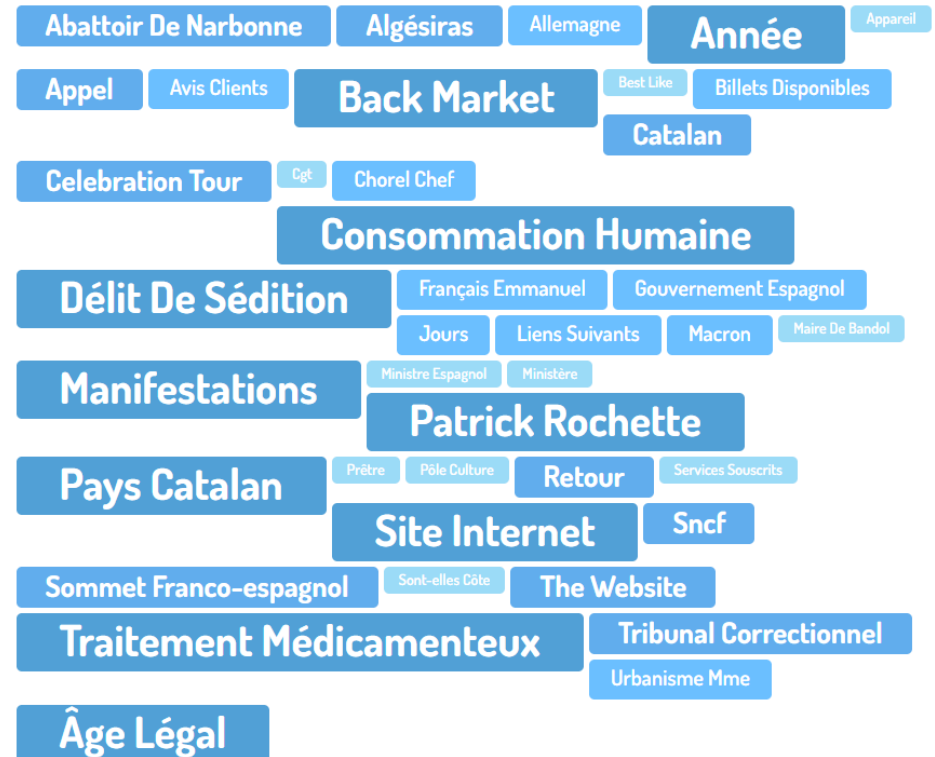 Abattoir De Narbonne Algésiras Allemagne Année Appareil
Appel Avis Clients Back Market Best Like Billets Disponibles
Catalan
Celebration Tour Cgt Chorel Chef
Consommation Humaine
Délit De Sédition Français Emmanuel Gouvernement Espagnol
Jours Liens Suivants Macron Maire De Bandol
Manifestations Ministre Espagnol Ministère
Patrick Rochette
Pays Catalan Prêtre Pôle Culture Retour Services Souscrits
Site Internet Sncf
Sommet Franco-espagnol Sont-elles Côte The Website
Traitement Médicamenteux Tribunal Correctionnel
Urbanisme Mme
Âge Légal